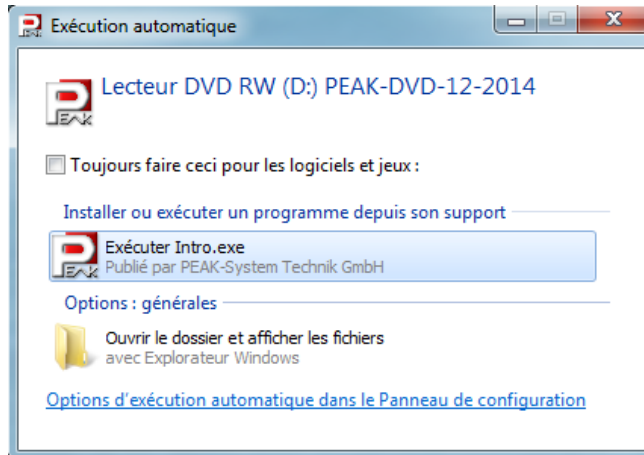 Exécution automatique
Lecteur DVD RW (D:) PEAK-DVD-12-2014
Toujours faire ceci pour les logiciels et jeux :
Installer ou exécuter un programme depuis son support
Exécuter Intro.exe
Publié par PEAK-System Technik GmbH
Options : générales
Ouvrir le dossier et afficher les fichiers
avec Explorateur Windows
Options d'exécution automatique dans le Panneau de configuration